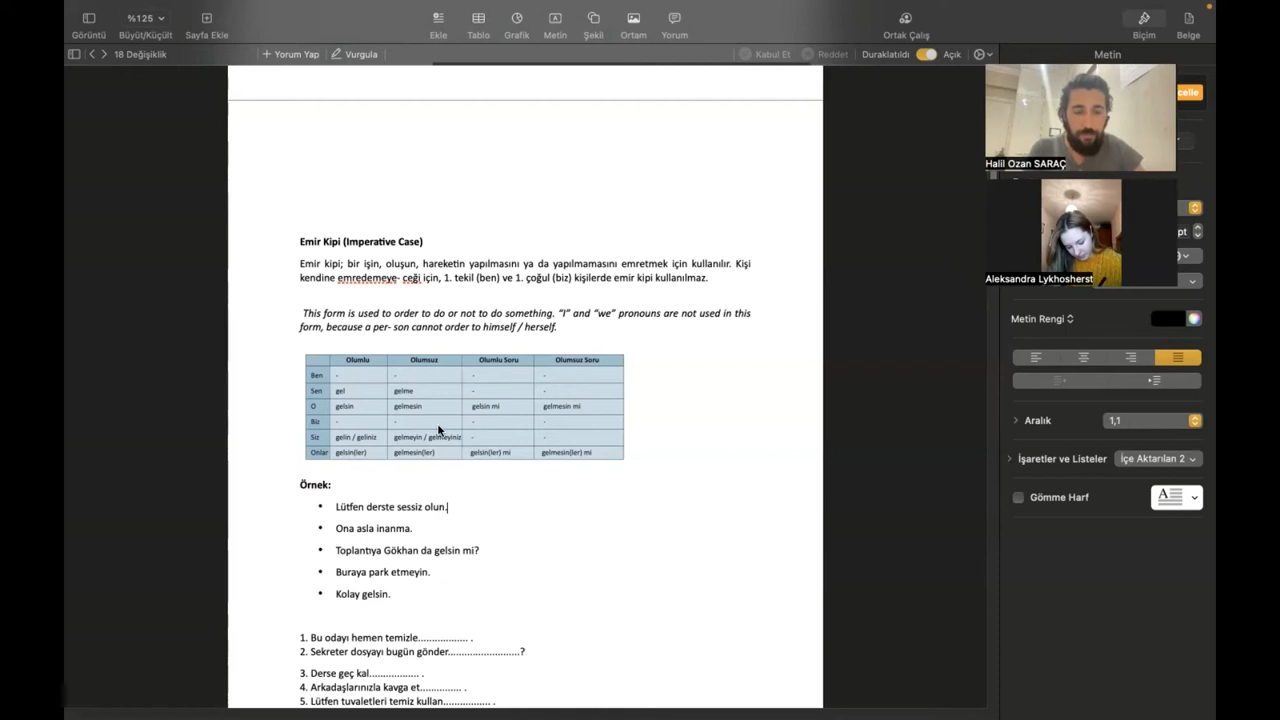 %125
Görüntü
Büyüt/Küçült
Sayfa Ekle
Ekle
Tablo
Grafik
Metin
Şekil
Ortam
Yorum
Ortak Çalış
Biçim
Belge
18 Değişiklik
Yorum Yap
Vurgula
Kabul Et
Reddet
Duraklatıldı
Açık
Metin
celle
Halil Ozan SARAÇ
pt
Aleksandra Lykhosherst
Metin Rengi
Aralık
1,1
İşaretler ve Listeler
İçe Aktarılan 2
Gömme Harf
A
Emir Kipi (Imperative Case)
Emir kipi; bir işin, oluşun, hareketin yapılmasını ya da yapılmamasını emretmek için kullanılır. Kişi
kendine emredemeye- ceği için, 1. tekil (ben) ve 1. çoğul (biz) kişilerde emir kipi kullanılmaz.
This form is used to order to do or not to do something. “I” and “we” pronouns are not used in this
form, because a per- son cannot order to himself / herself.
Olumlu Olumsuz Olumlu Soru Olumsuz Soru
Ben - - - -
Sen gel gelme - -
O gelsin gelmesin gelsin mi gelmesin mi
Biz - - - -
Siz gelin / geliniz gelmeyin / gelmeyiniz - -
Onlar gelsin(ler) gelmesin(ler) gelsin(ler) mi gelmesin(ler) mi
Örnek:
• Lütfen derste sessiz olun.
• Ona asla inanma.
• Toplantıya Gökhan da gelsin mi?
• Buraya park etmeyin.
• Kolay gelsin.
1. Bu odayı hemen temizle.................. .
2. Sekreter dosyayı bugün gönder..........................?
3. Derse geç kal.................. .
4. Arkadaşlarınızla kavga et............... .
5. Lütfen tuvaletleri temiz kullan................. .